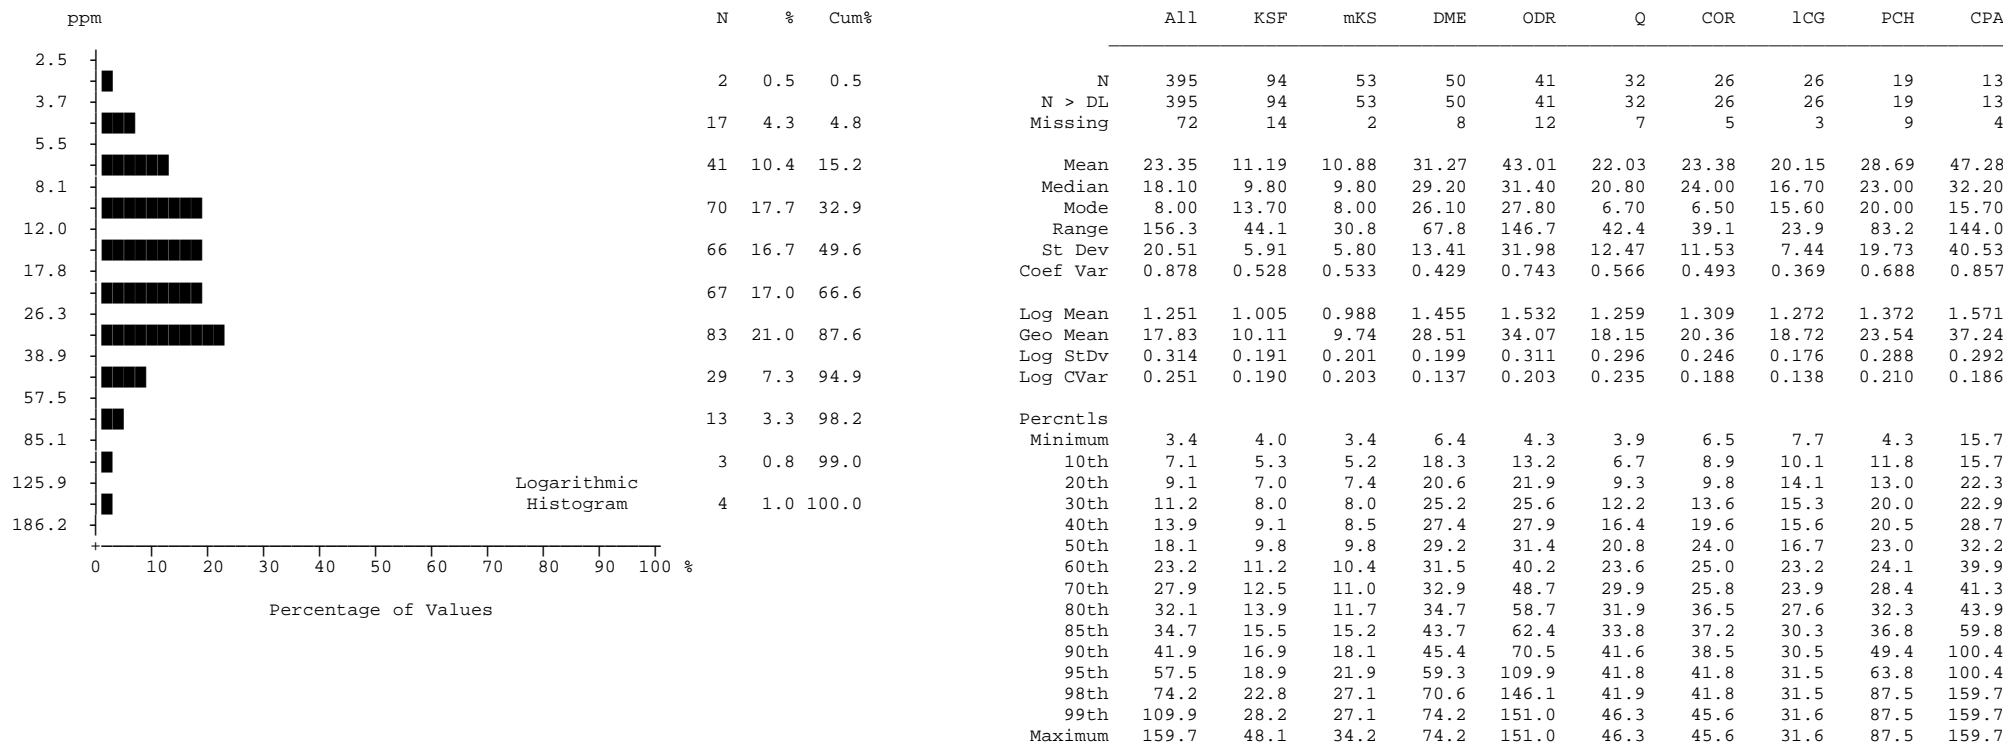 ppm N % Cum%
2.5
2 0.5 0.5
3.7
17 4.3 4.8
5.5
41 10.4 15.2
8.1
70 17.7 32.9
12.0
66 16.7 49.6
17.8
67 17.0 66.6
26.3
83 21.0 87.6
38.9
29 7.3 94.9
57.5
13 3.3 98.2
85.1
3 0.8 99.0
125.9 Logarithmic
Histogram 4 1.0 100.0
186.2
0 10 20 30 40 50 60 70 80 90 100 %
Percentage of Values
All KSF mKS DME ODR Q COR lCG PCH CPA
N 395 94 53 50 41 32 26 26 19 13
N > DL 395 94 53 50 41 32 26 26 19 13
Missing 72 14 2 8 12 7 5 3 9 4
Mean 23.35 11.19 10.88 31.27 43.01 22.03 23.38 20.15 28.69 47.28
Median 18.10 9.80 9.80 29.20 31.40 20.80 24.00 16.70 23.00 32.20
Mode 8.00 13.70 8.00 26.10 27.80 6.70 6.50 15.60 20.00 15.70
Range 156.3 44.1 30.8 67.8 146.7 42.4 39.1 23.9 83.2 144.0
St Dev 20.51 5.91 5.80 13.41 31.98 12.47 11.53 7.44 19.73 40.53
Coef Var 0.878 0.528 0.533 0.429 0.743 0.566 0.493 0.369 0.688 0.857
Log Mean 1.251 1.005 0.988 1.455 1.532 1.259 1.309 1.272 1.372 1.571
Geo Mean 17.83 10.11 9.74 28.51 34.07 18.15 20.36 18.72 23.54 37.24
Log StDv 0.314 0.191 0.201 0.199 0.311 0.296 0.246 0.176 0.288 0.292
Log CVar 0.251 0.190 0.203 0.137 0.203 0.235 0.188 0.138 0.210 0.186
Percntls
Minimum 3.4 4.0 3.4 6.4 4.3 3.9 6.5 7.7 4.3 15.7
10th 7.1 5.3 5.2 18.3 13.2 6.7 8.9 10.1 11.8 15.7
20th 9.1 7.0 7.4 20.6 21.9 9.3 9.8 14.1 13.0 22.3
30th 11.2 8.0 8.0 25.2 25.6 12.2 13.6 15.3 20.0 22.9
40th 13.9 9.1 8.5 27.4 27.9 16.4 19.6 15.6 20.5 28.7
50th 18.1 9.8 9.8 29.2 31.4 20.8 24.0 16.7 23.0 32.2
60th 23.2 11.2 10.4 31.5 40.2 23.6 25.0 23.2 24.1 39.9
70th 27.9 12.5 11.0 32.9 48.7 29.9 25.8 23.9 28.4 41.3
80th 32.1 13.9 11.7 34.7 58.7 31.9 36.5 27.6 32.3 43.9
85th 34.7 15.5 15.2 43.7 62.4 33.8 37.2 30.3 36.8 59.8
90th 41.9 16.9 18.1 45.4 70.5 41.6 38.5 30.5 49.4 100.4
95th 57.5 18.9 21.9 59.3 109.9 41.8 41.8 31.5 63.8 100.4
98th 74.2 22.8 27.1 70.6 146.1 41.9 41.8 31.5 87.5 159.7
99th 109.9 28.2 27.1 74.2 151.0 46.3 45.6 31.6 87.5 159.7
Maximum 159.7 48.1 34.2 74.2 151.0 46.3 45.6 31.6 87.5 159.7